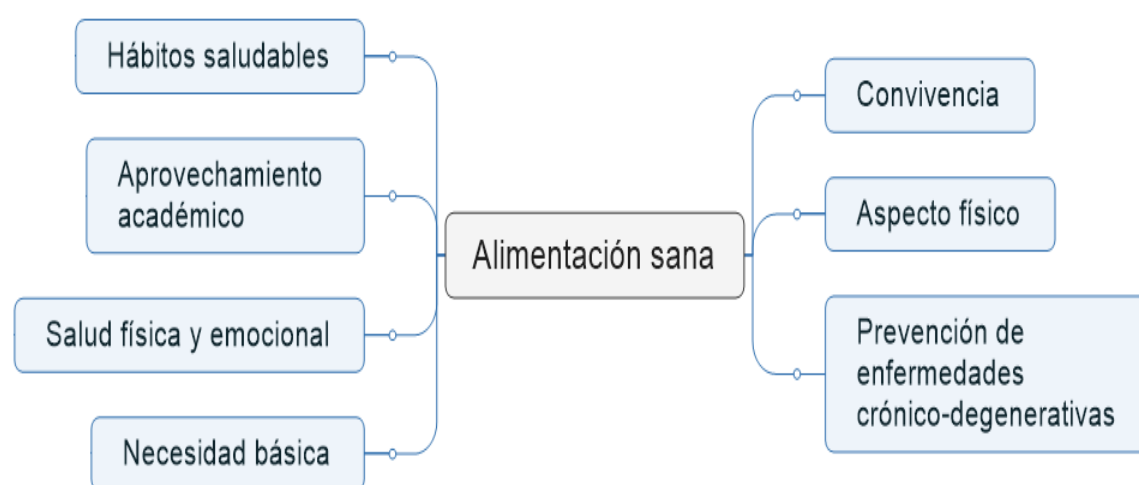 Hábitos saludables
Aprovechamiento
académico
Salud física y emocional
Necesidad básica
Alimentación sana
Convivencia
Aspecto físico
Prevención de
enfermedades
crónico-degenerativas